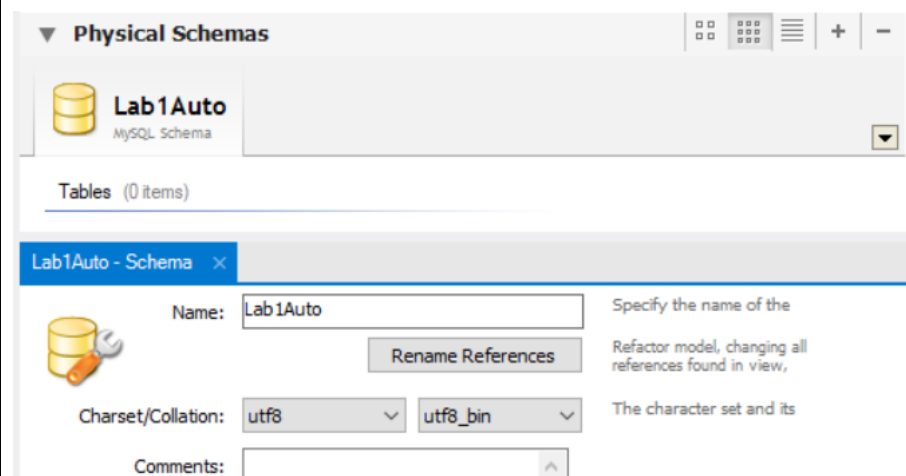 Physical Schemas
+ −
Lab1Auto
MySQL Schema
Tables (0 items)
Lab1Auto - Schema ×
Name: Lab1Auto Specify the name of the
Rename References Refactor model, changing all
references found in view,
Charset/Collation: utf8 utf8_bin The character set and its
Comments: